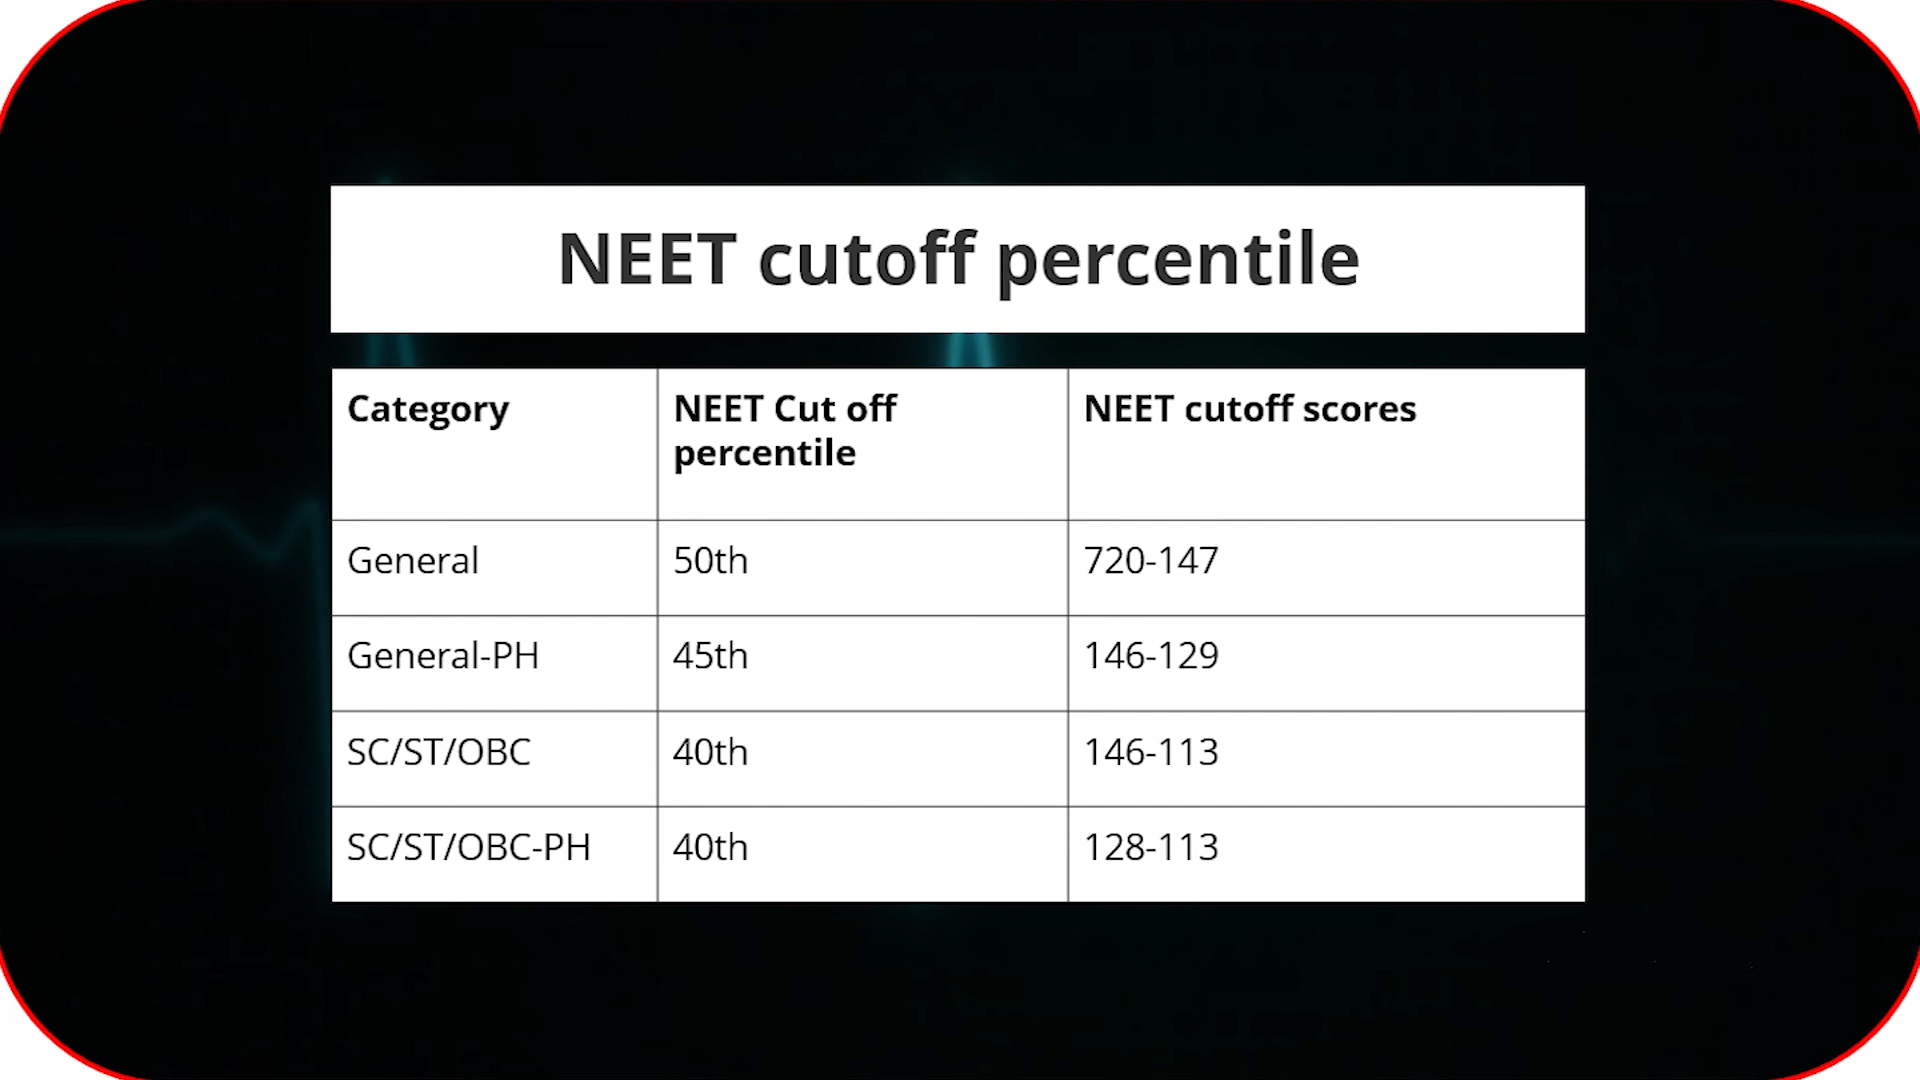 NEET cutoff percentile
Category
NEET Cut off
percentile
NEET cutoff scores
General
50th
720-147
General-PH
45th
146-129
SC/ST/OBC
40th
146-113
SC/ST/OBC-PH
40th
128-113